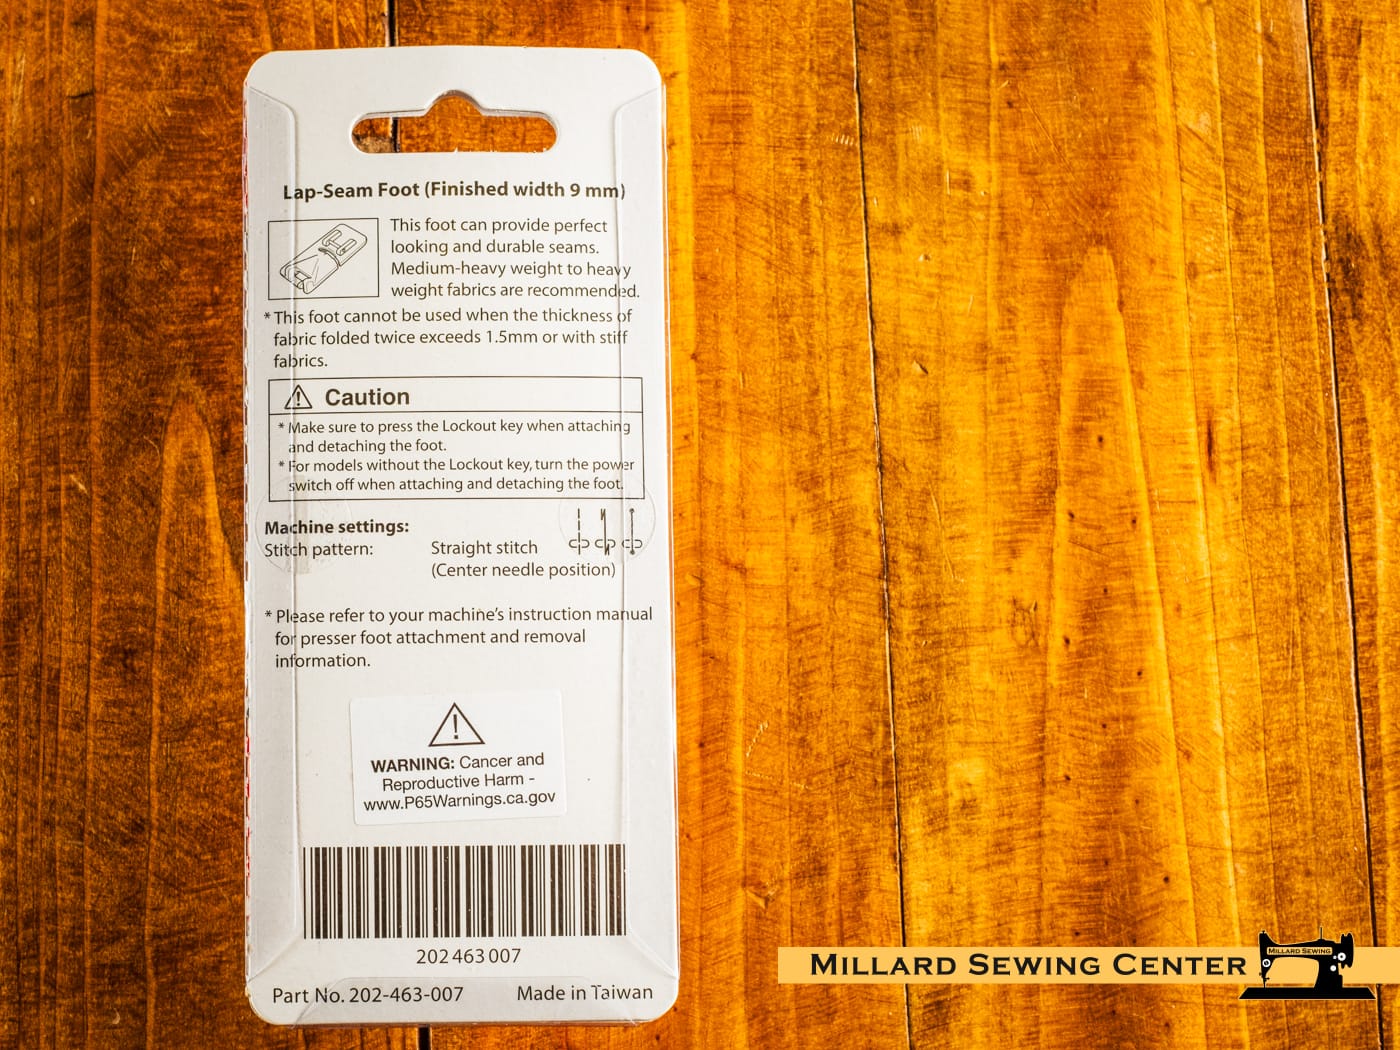 Lap-Seam Foot (Finished width 9 mm)
This foot can provide perfect
looking and durable seams.
Medium-heavy weight to heavy
weight fabrics are recommended.
* This foot cannot be used when the thickness of
fabric folded twice exceeds 1.5mm or with stiff
fabrics.
Caution
* Make sure to press the Lockout key when attaching
and detaching the foot.
* For models without the Lockout key, turn the power
switch off when attaching and detaching the foot.
Machine settings:
Stitch pattern: Straight stitch
(Center needle position)
* Please refer to your machine's instruction manual
for presser foot attachment and removal
information.
WARNING: Cancer and
Reproductive Harm -
www.P65Warnings.ca.gov
202 463 007
Part No. 202-463-007 Made in Taiwan
MILLARD SEWING CENTER
MILLARD SEWING